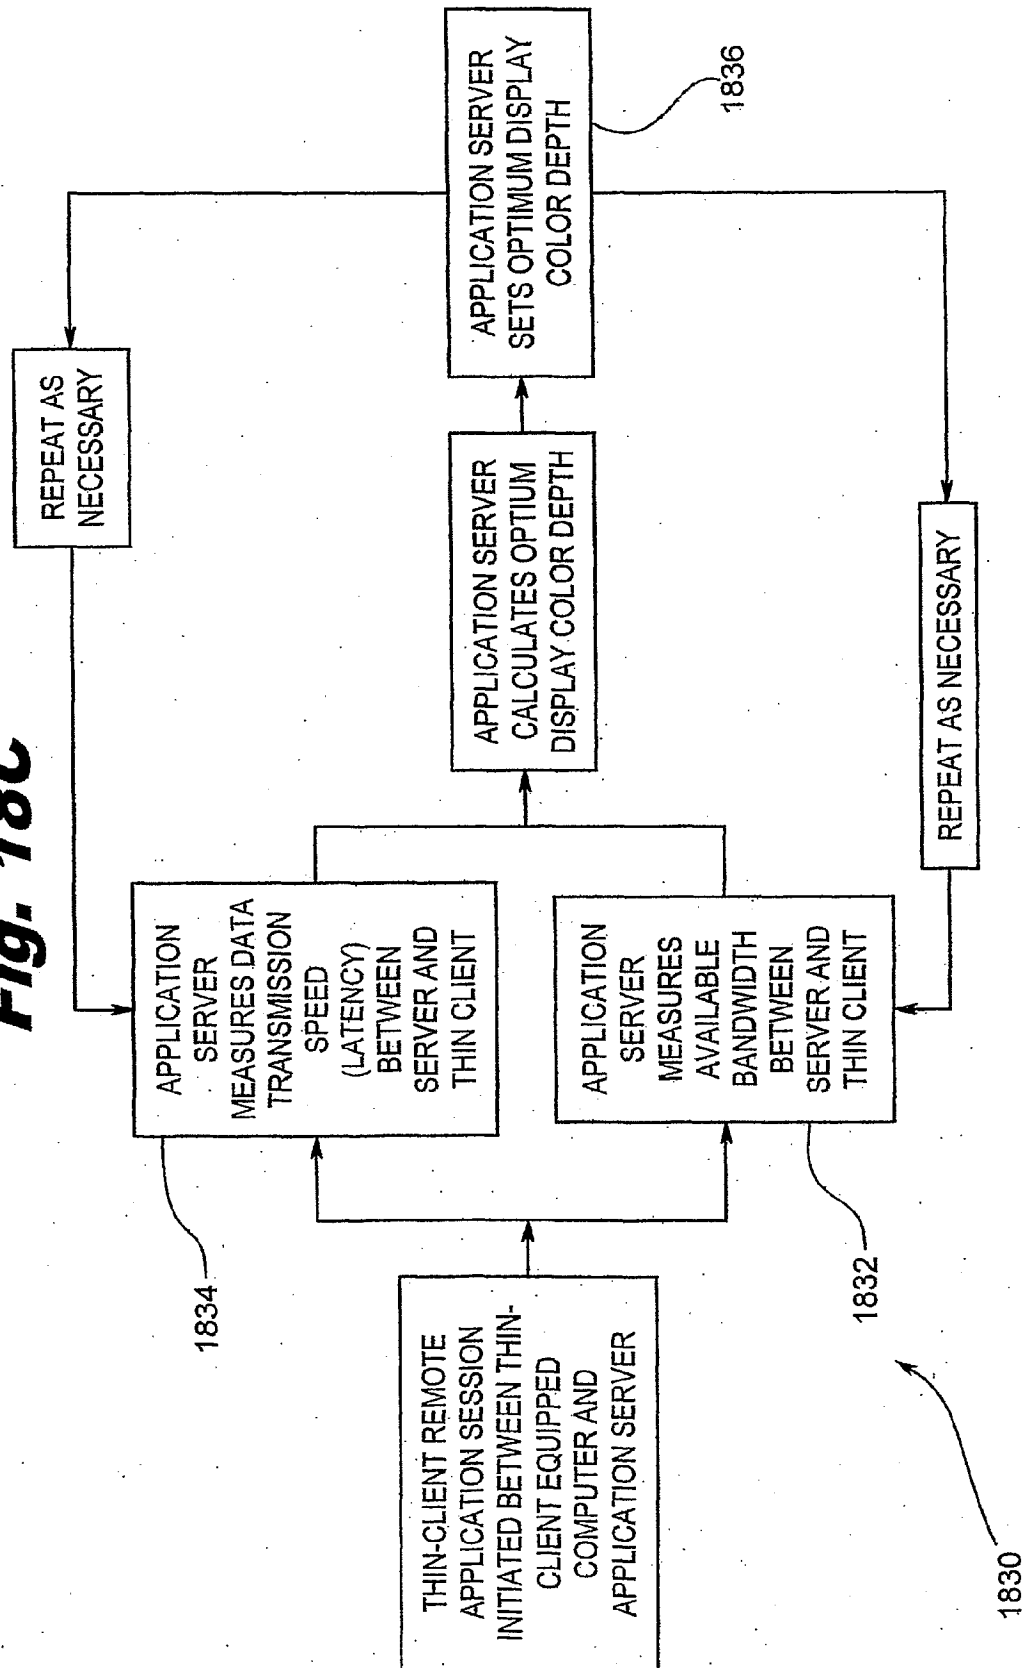 Fig. 18C
THIN-CLIENT REMOTE
APPLICATION SESSION
INITIATED BETWEEN THIN-
CLIENT EQUIPPED
COMPUTER AND
APPLICATION SERVER
1830
1834
APPLICATION
SERVER
MEASURES DATA
TRANSMISSION
SPEED
(LATENCY)
BETWEEN
SERVER AND
THIN CLIENT
1832
APPLICATION
SERVER
MEASURES
AVAILABLE
BANDWIDTH
BETWEEN
SERVER AND
THIN CLIENT
APPLICATION SERVER
CALCULATES OPTIUM
DISPLAY COLOR DEPTH
APPLICATION SERVER
SETS OPTIMUM DISPLAY
COLOR DEPTH
1836
REPEAT AS
NECESSARY
REPEAT AS NECESSARY